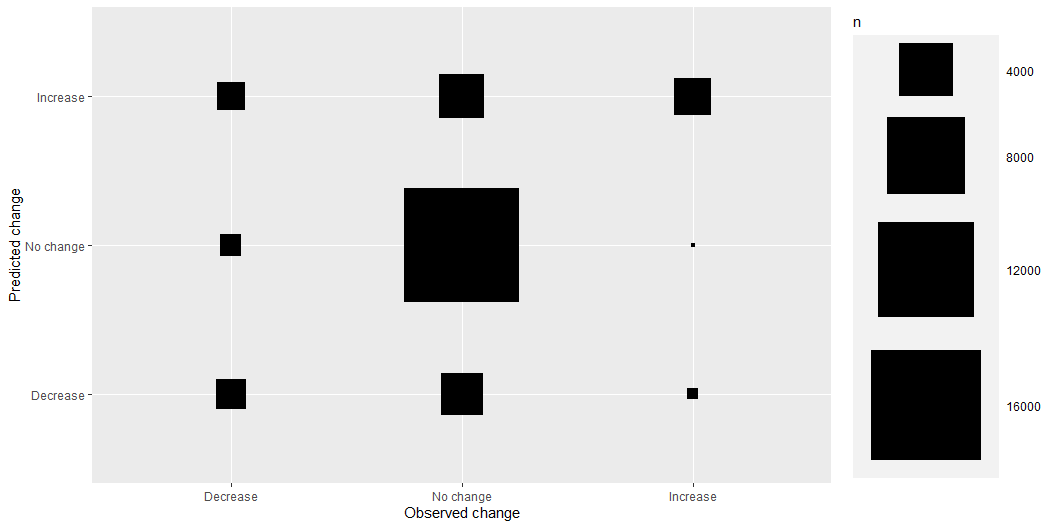 n
4000
8000
12000
16000
Predicted change
Increase
No change
Decrease
Decrease
No change
Increase
Observed change